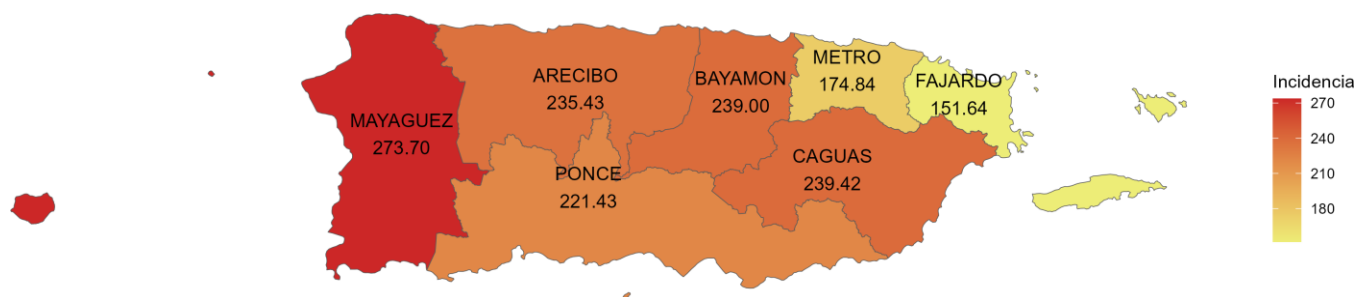 METRO
174.84
ARECIBO
235.43
BAYAMON
239.00
FAJARDO
151.64
MAYAGUEZ
273.70
CAGUAS
239.42
PONCE
221.43
Incidencia
270
240
210
180